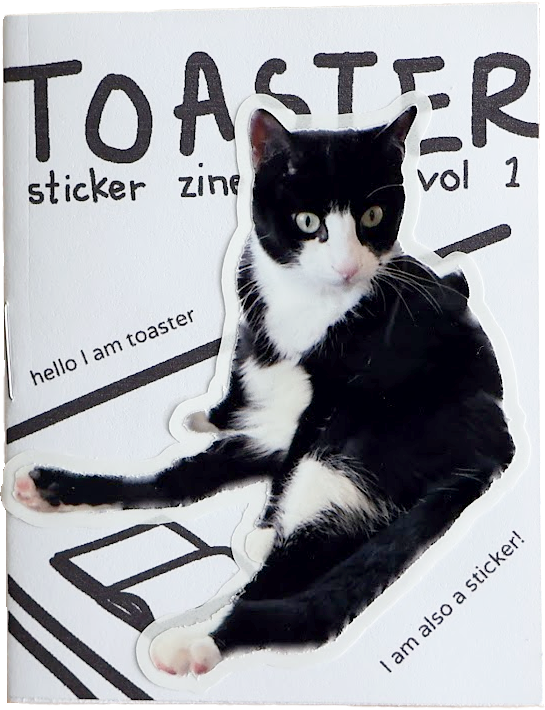 TOASTER
sticker zine vol 1
hello I am toaster
I am also a sticker!